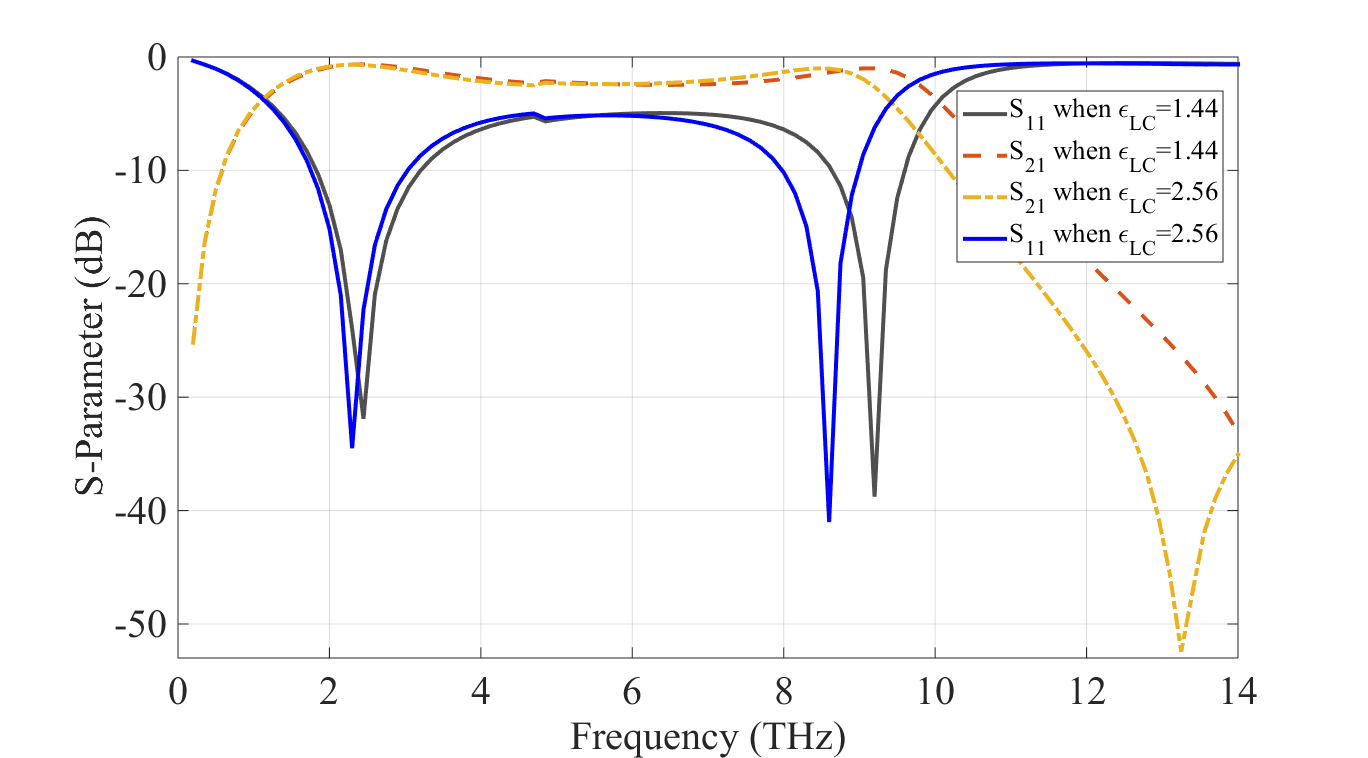 0
-10
-20
-30
-40
-50
S-Parameter (dB)
S11 when ϵLC=1.44
S21 when ϵLC=1.44
S21 when ϵLC=2.56
S11 when ϵLC=2.56
0 2 4 6 8 10 12 14
Frequency (THz)